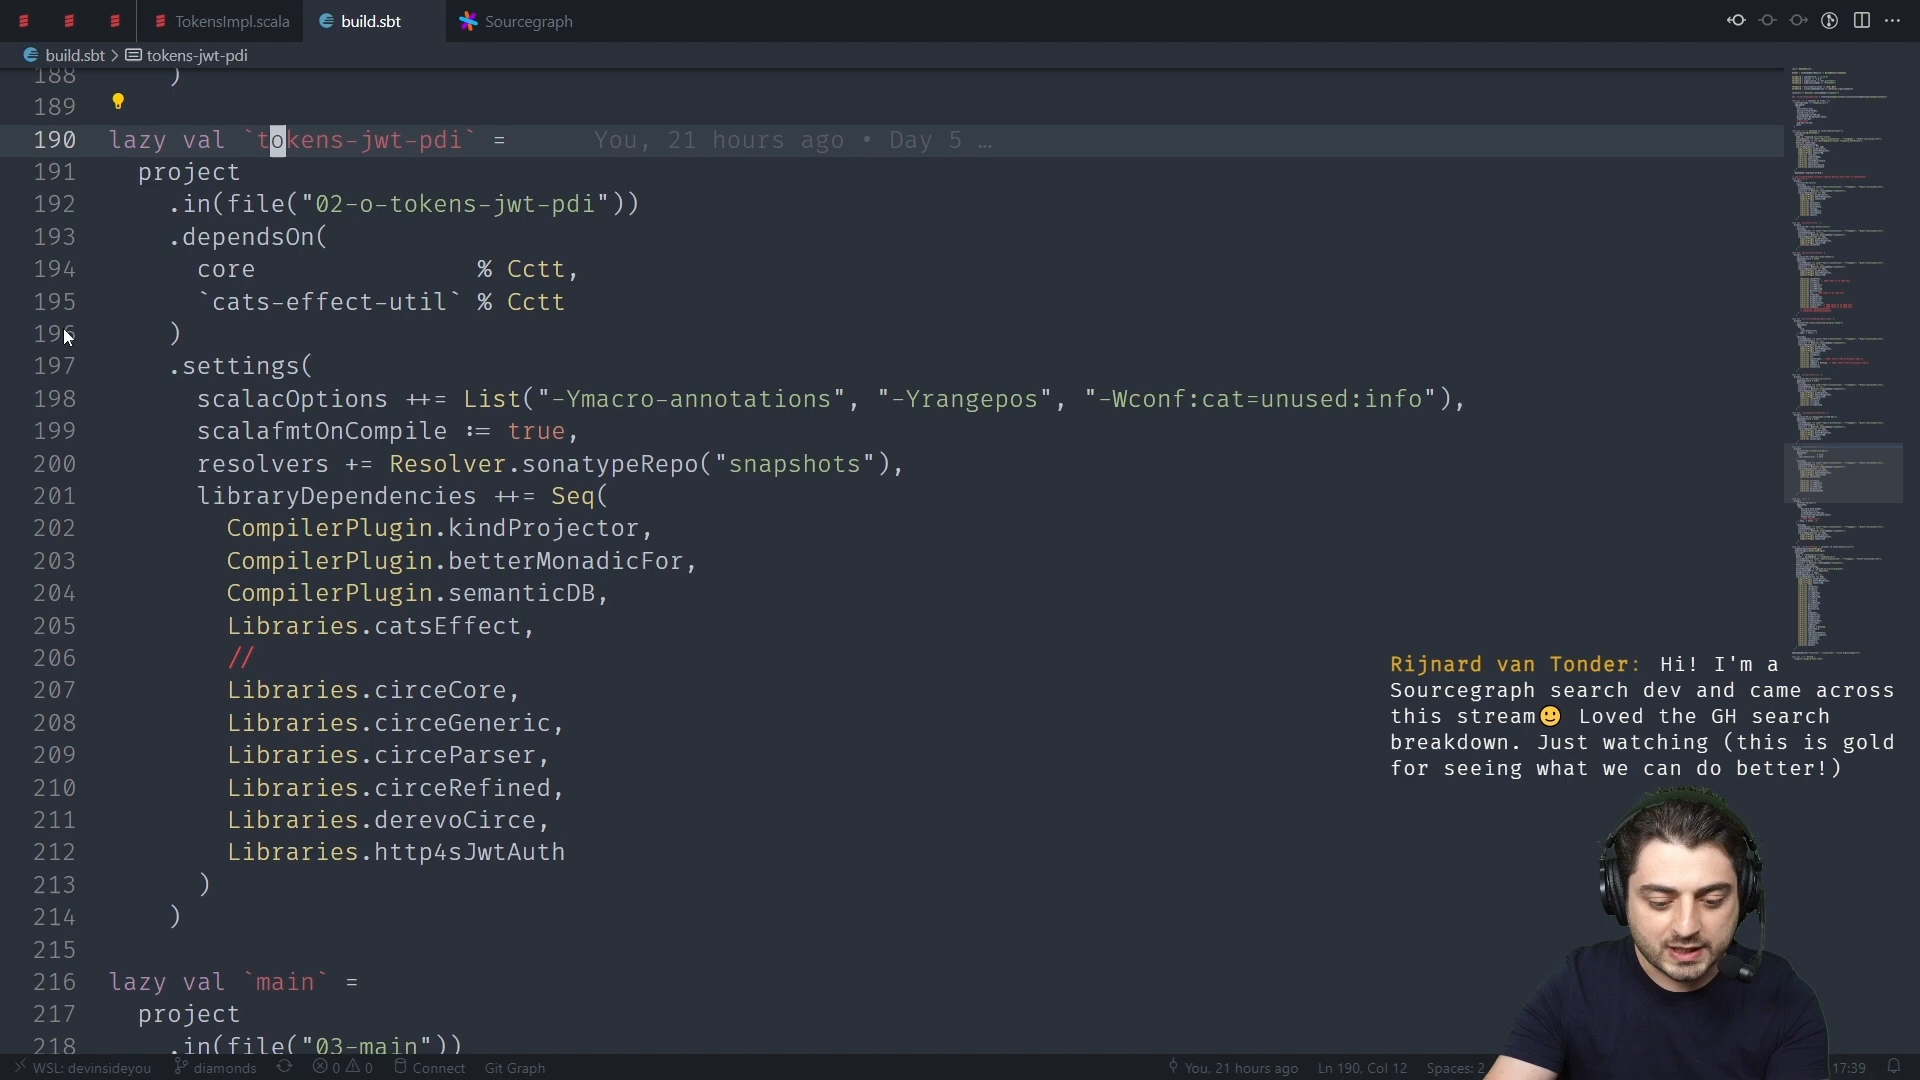 TokensImpl.scala
build.sbt
Sourcegraph
build.sbt > tokens-jwt-pdi
188 )
189
190 lazy val `tokens-jwt-pdi` = You, 21 hours ago • Day 5 …
191 project
192 .in(file("02-o-tokens-jwt-pdi"))
193 .dependsOn(
194 core % Cctt,
195 `cats-effect-util` % Cctt
196 )
197 .settings(
198 scalacOptions ++= List("-Ymacro-annotations", "-Yrangepos", "-Wconf:cat=unused:info"),
199 scalafmtOnCompile := true,
200 resolvers += Resolver.sonatypeRepo("snapshots"),
201 libraryDependencies ++= Seq(
202 CompilerPlugin.kindProjector,
203 CompilerPlugin.betterMonadicFor,
204 CompilerPlugin.semanticDB,
205 Libraries.catsEffect,
206 //
207 Libraries.circeCore,
208 Libraries.circeGeneric,
209 Libraries.circeParser,
210 Libraries.circeRefined,
211 Libraries.derevoCirce,
212 Libraries.http4sJwtAuth
213 )
214 )
215
216 lazy val `main` =
217 project
218 .in(file("03-main"))
Rijnard van Tonder: Hi! I'm a
Sourcegraph search dev and came across
this stream🙂 Loved the GH search
breakdown. Just watching (this is gold
for seeing what we can do better!)
WSL: devinsideyou diamonds 0 0 Connect Git Graph You, 21 hours ago Ln 190, Col 12 Spaces: 2 17:39